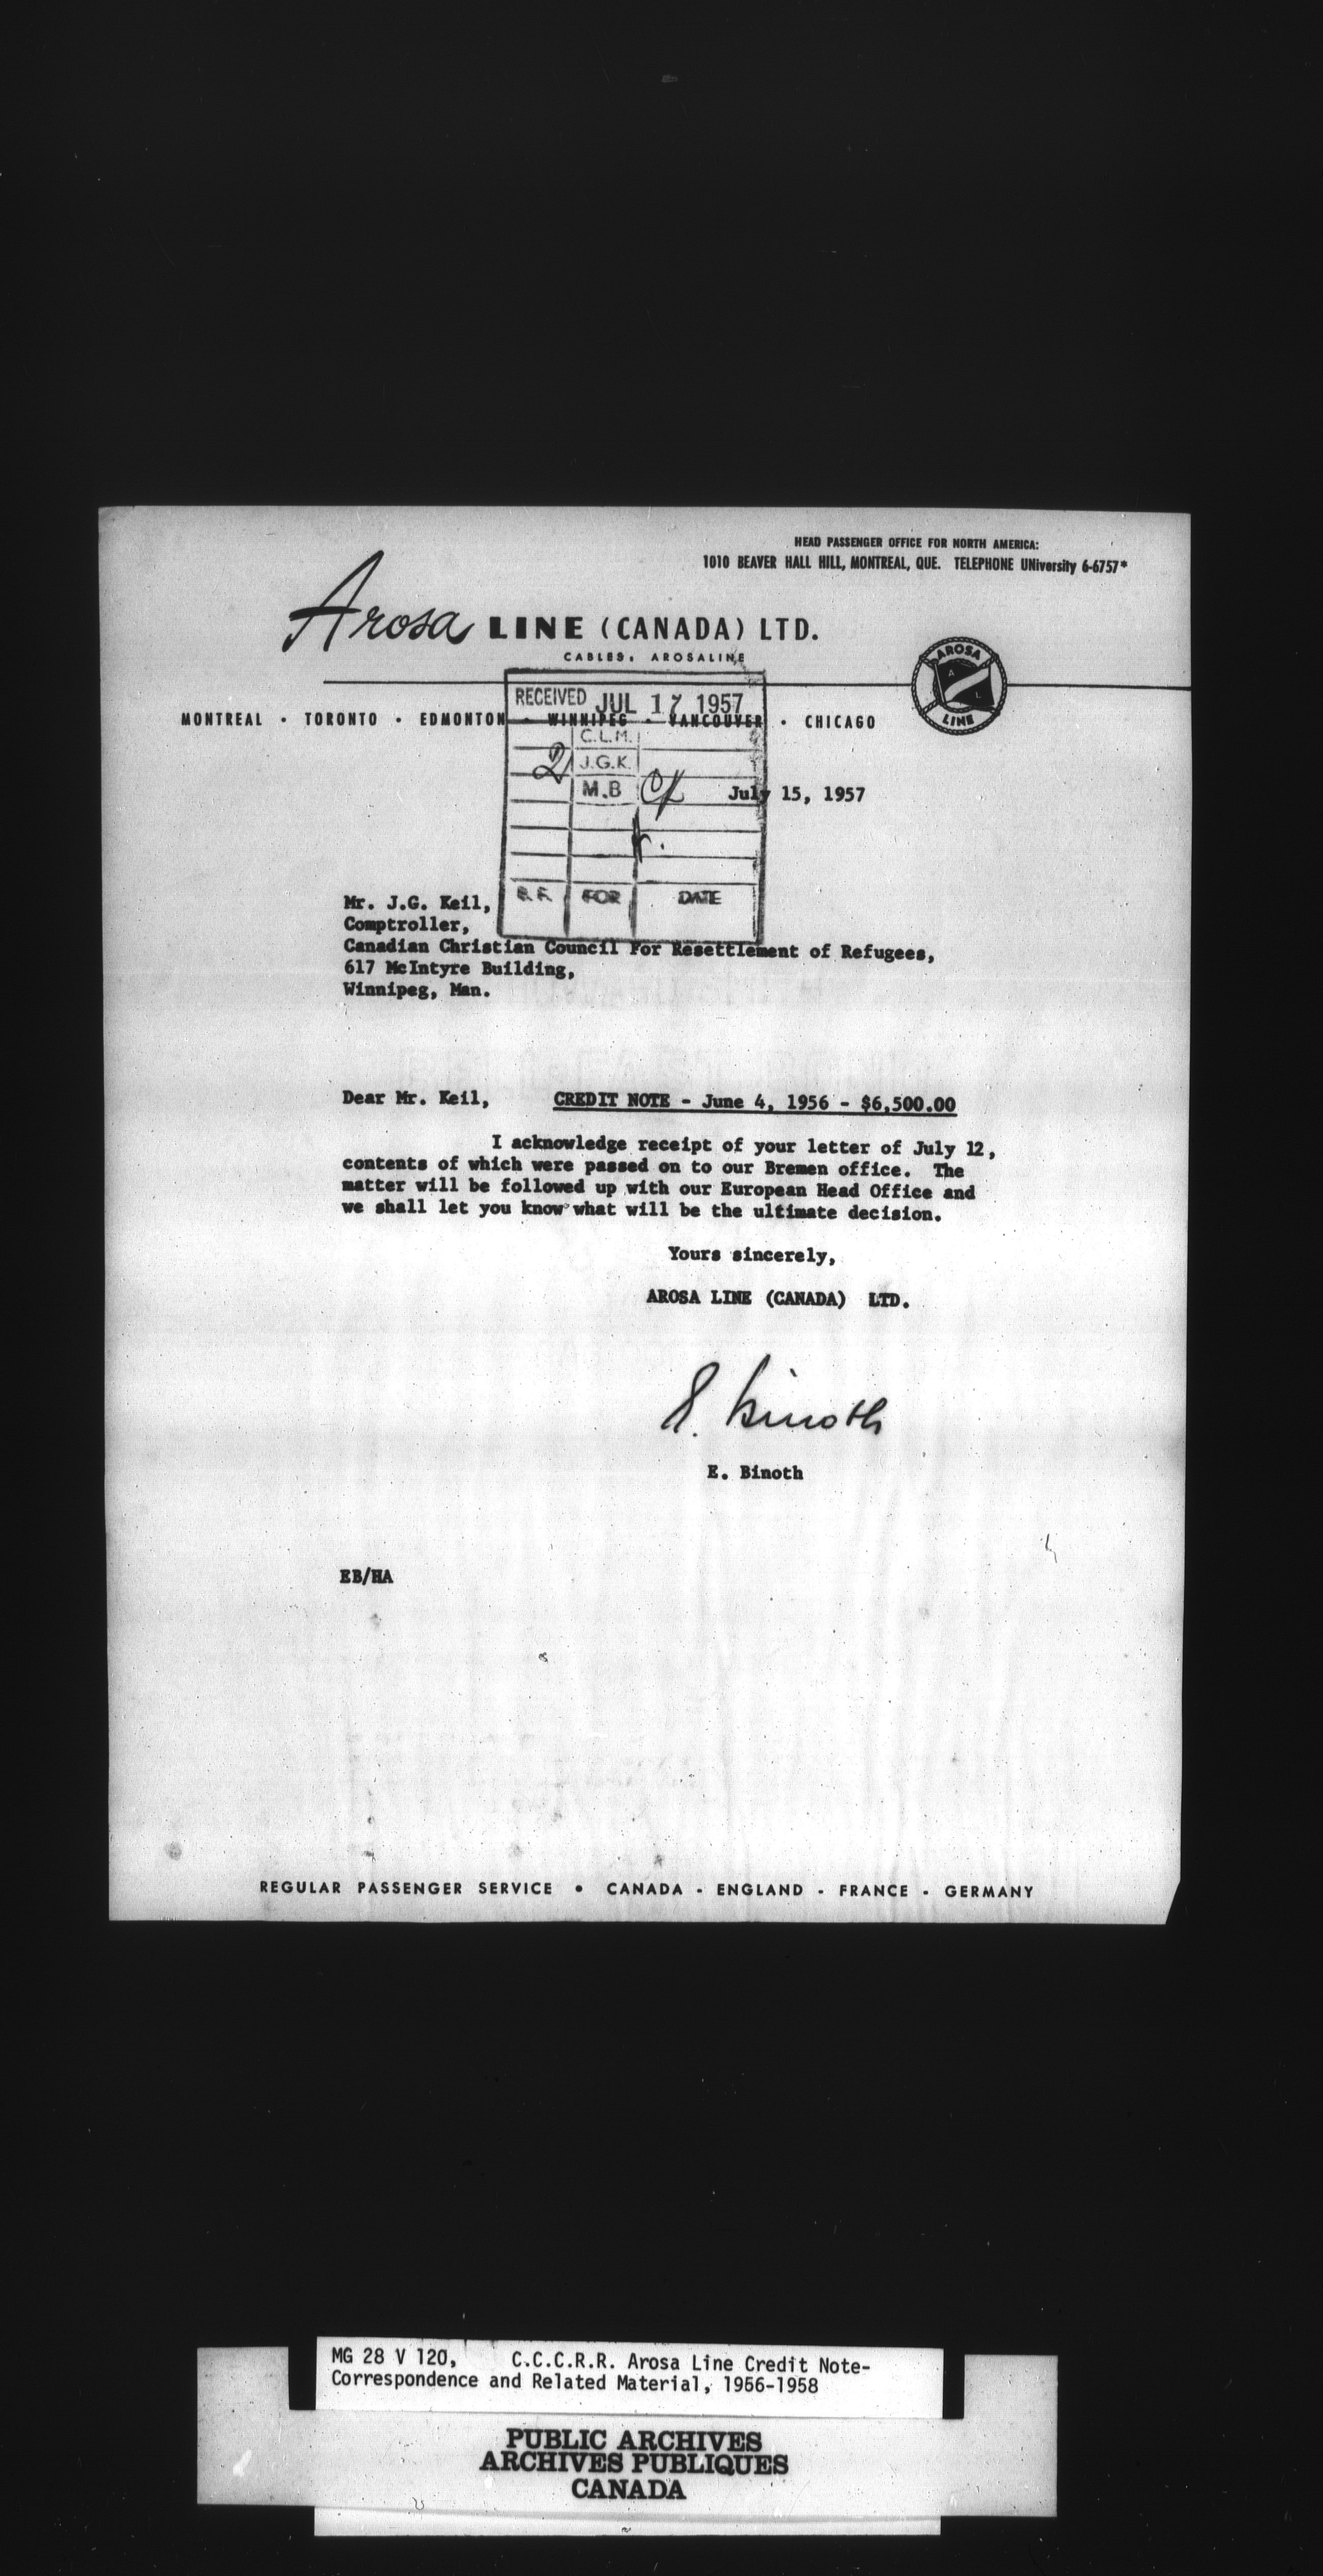 HEAD PASSENGER OFFICE FOR NORTH AMERICA:
1010 BEAVER HALL HILL, MONTREAL, QUE. TELEPHONE UNiversity 6-6757*
Arosa LINE (CANADA) LTD.
CABLES, AROSALINE
AROSA
A
L
LINE
RECEIVED JUL 17 1957
MONTREAL • TORONTO • EDMONTON • WINNIPEG • VANCOUVER • CHICAGO
C.L.M.
2 J.G.K.
M.B
July 15, 1957
B.F. FOR DATE
Mr. J.G. Keil,
Comptroller,
Canadian Christian Council For Resettlement of Refugees,
617 McIntyre Building,
Winnipeg, Man.
Dear Mr. Keil, CREDIT NOTE - June 4, 1956 - $6,500.00
I acknowledge receipt of your letter of July 12,
contents of which were passed on to our Bremen office. The
matter will be followed up with our European Head Office and
we shall let you know what will be the ultimate decision.
Yours sincerely,
AROSA LINE (CANADA) LTD.
E. Binoth
E. Binoth
EB/HA
REGULAR PASSENGER SERVICE • CANADA - ENGLAND - FRANCE - GERMANY
MG 28 V 120, C.C.C.R.R. Arosa Line Credit Note-
Correspondence and Related Material, 1956-1958
PUBLIC ARCHIVES
ARCHIVES PUBLIQUES
CANADA